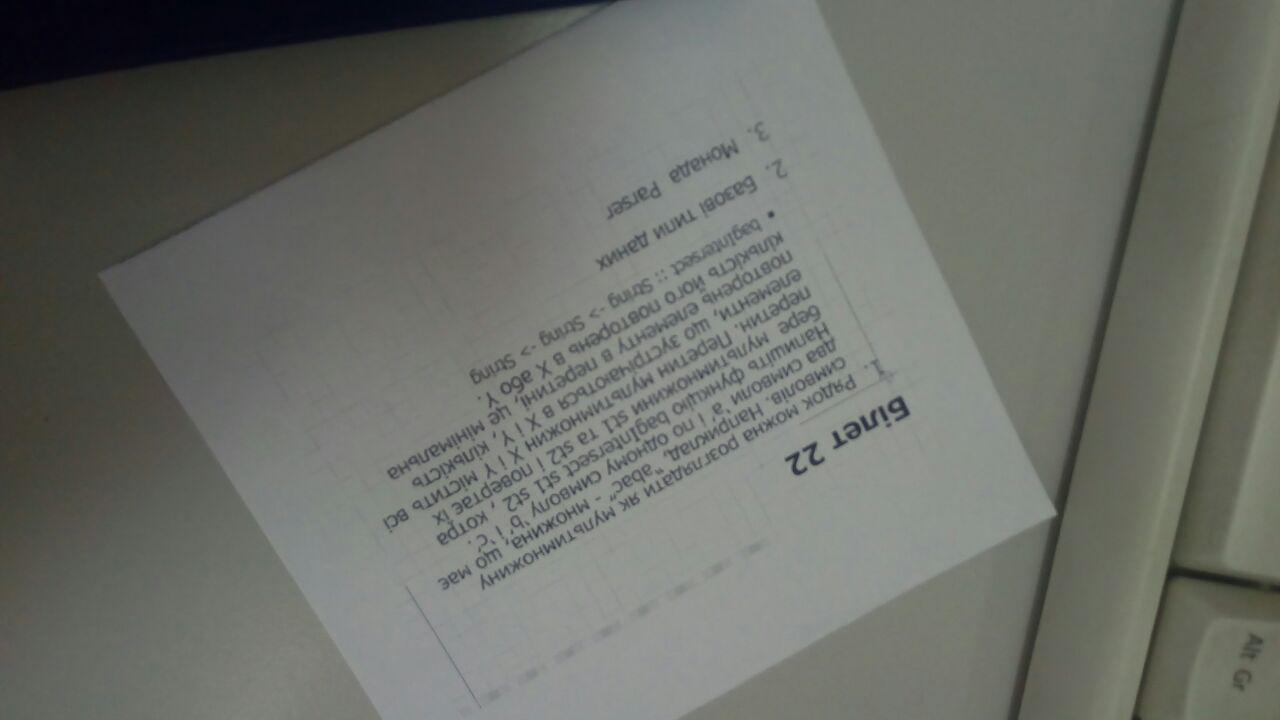 Alt Gr
Білет 22
1. Рядок можна розглядати як мультимножину
символів. Наприклад, "abac" - множина, що має
два символи 'a' і по одному символу 'b' і 'c'.
Напишіть функцію bagIntersect st1 st2 , котра
бере мультимножини st1 та st2 і повертає їх
перетин. Перетин мультимножин X і Y містить всі
елементи, що зустрічаються в X і Y, кількість
повторень елементу в перетині, це мінімальна
кількість його повторень в X або Y.
• bagIntersect :: String -> String -> String
2. Базові типи даних
3. Монада Parser